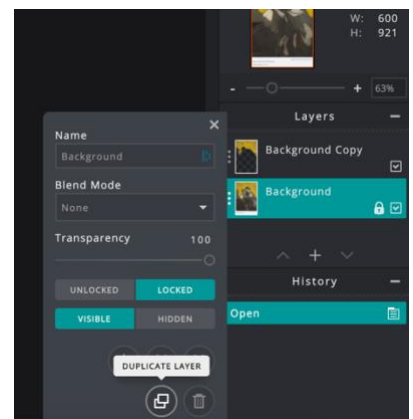 W: 600
H: 921
- + 63%
Layers
Background Copy
Background
History
Open
×
Name
Background
Blend Mode
None
Transparency 100
UNLOCKED LOCKED
VISIBLE HIDDEN
DUPLICATE LAYER